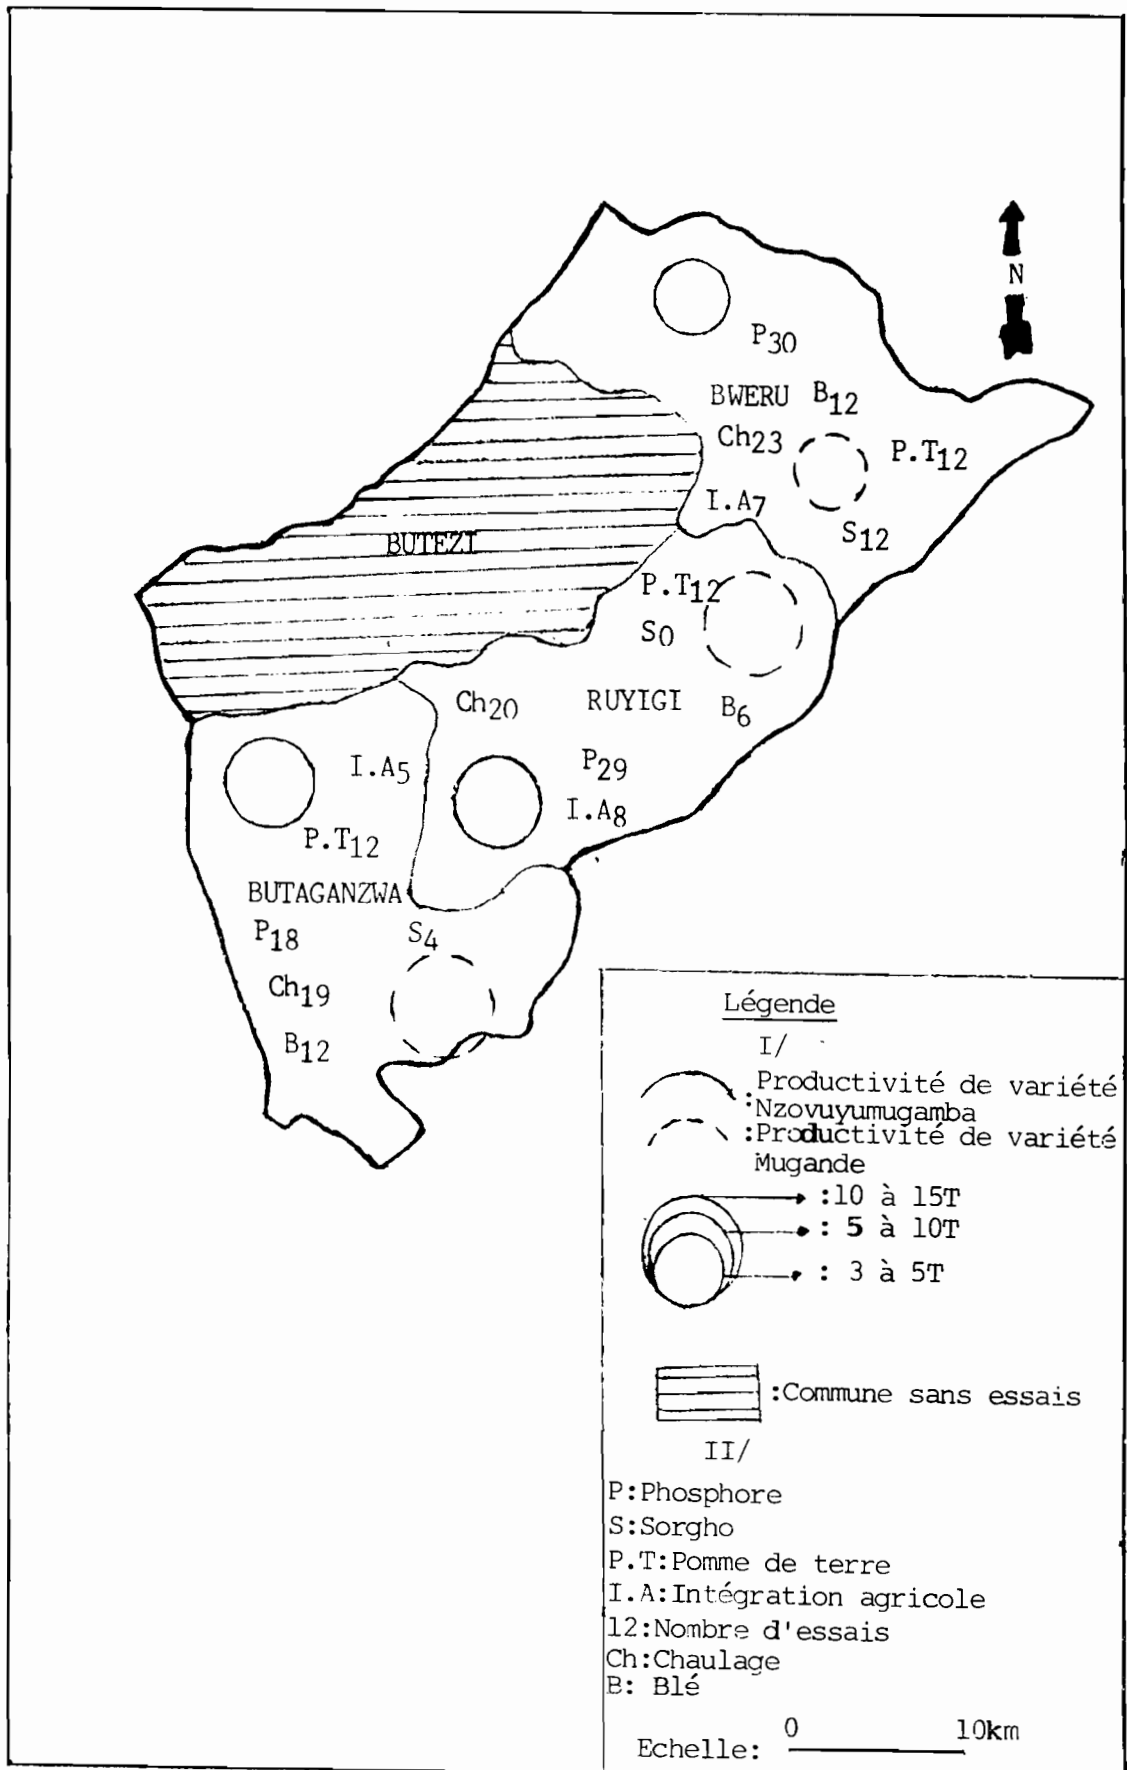 N
P30
BWERU B12
Ch23
P.T12
I.A7
S12
BUTEZI
P.T12
S0
Ch20
RUYIGI
B6
P29
I.A5
I.A8
P.T12
BUTAGANZWA
P18
S4
Ch19
B12
Légende
I/
:Productivité de variété
Nzovuyumugamba
:Productivité de variété
Mugande
:10 à 15T
: 5 à 10T
: 3 à 5T
:Commune sans essais
II/
P:Phosphore
S:Sorgho
P.T:Pomme de terre
I.A:Intégration agricole
12:Nombre d'essais
Ch:Chaulage
B: Blé
0 10km
Echelle: